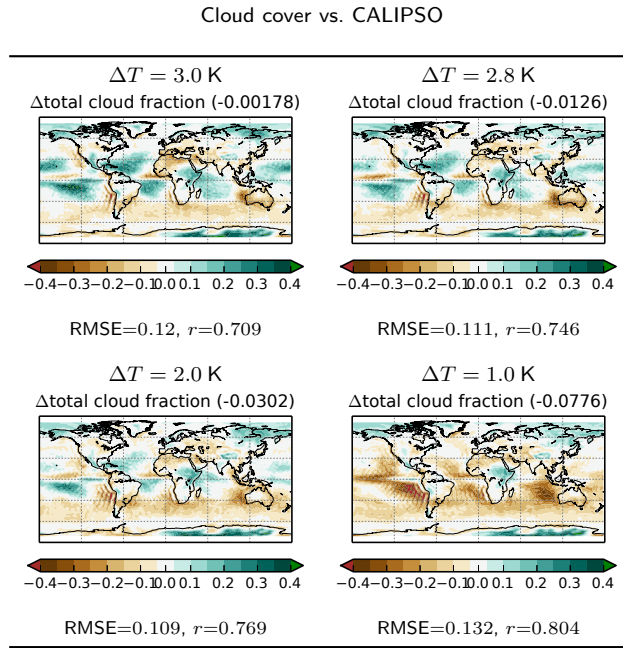 Cloud cover vs. CALIPSO
ΔT = 3.0 K
Δtotal cloud fraction (-0.00178)
−0.4 −0.3 −0.2 −0.1 0.0 0.1 0.2 0.3 0.4
RMSE=0.12, r=0.709
ΔT = 2.8 K
Δtotal cloud fraction (-0.0126)
−0.4 −0.3 −0.2 −0.1 0.0 0.1 0.2 0.3 0.4
RMSE=0.111, r=0.746
ΔT = 2.0 K
Δtotal cloud fraction (-0.0302)
−0.4 −0.3 −0.2 −0.1 0.0 0.1 0.2 0.3 0.4
RMSE=0.109, r=0.769
ΔT = 1.0 K
Δtotal cloud fraction (-0.0776)
−0.4 −0.3 −0.2 −0.1 0.0 0.1 0.2 0.3 0.4
RMSE=0.132, r=0.804